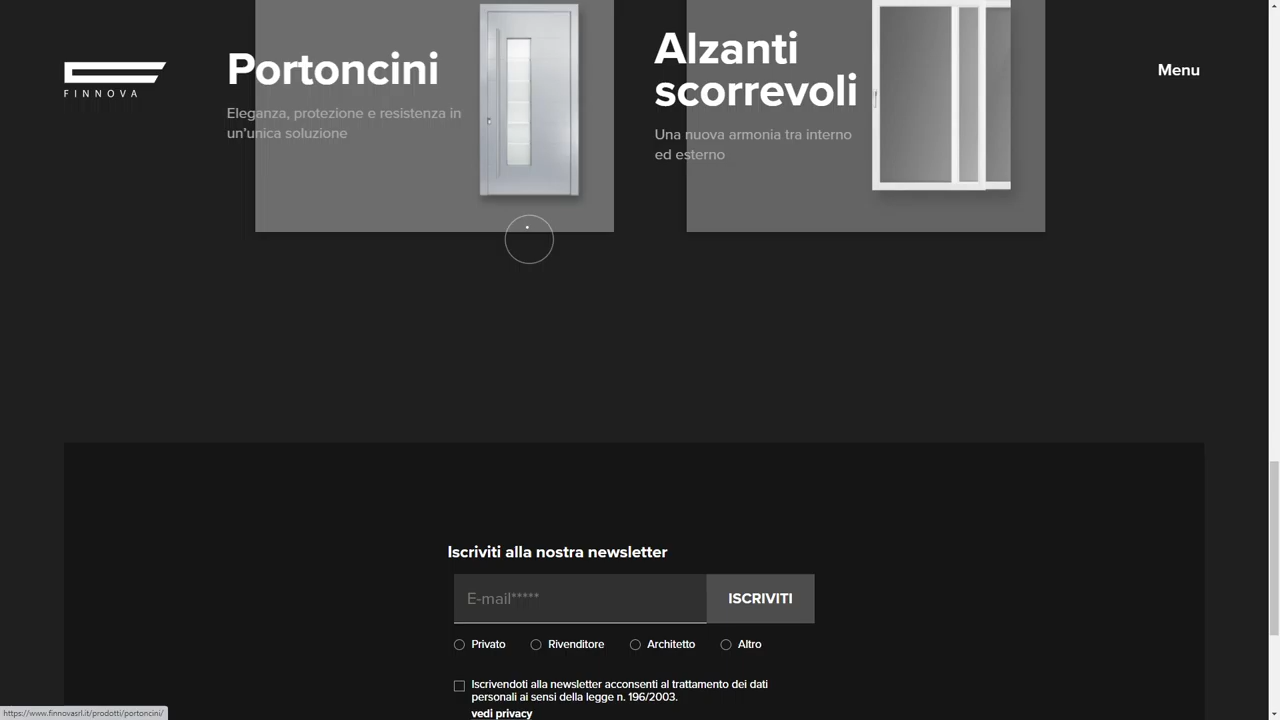 Portoncini
Eleganza, protezione e resistenza in
un'unica soluzione
Alzanti
scorrevoli
Una nuova armonia tra interno
ed esterno
FINNOVA
Menu
Iscriviti alla nostra newsletter
E-mail*****
ISCRIVITI
Privato
Rivenditore
Architetto
Altro
Iscrivendoti alla newsletter acconsenti al trattamento dei dati
personali ai sensi della legge n. 196/2003.
vedi privacy
https://www.finnovasrl.it/prodotti/portoncini/